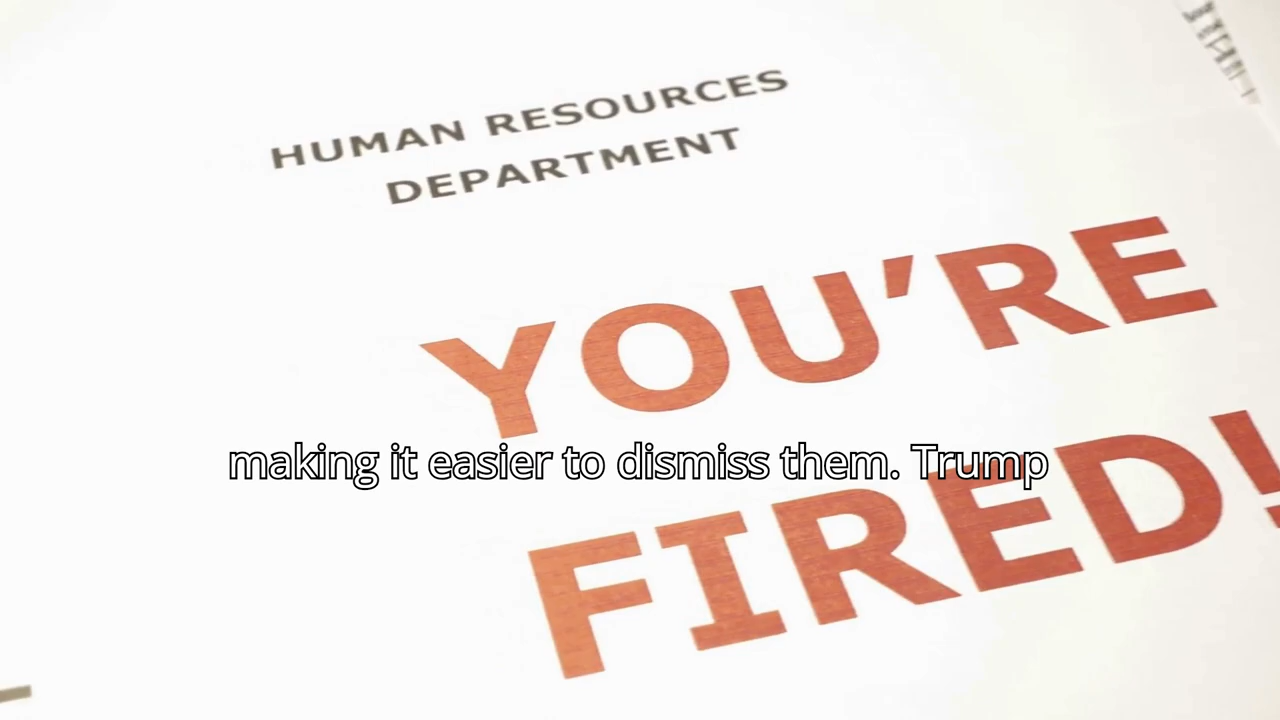 HUMAN RESOURCES
DEPARTMENT
YOU'RE
making it easier to dismiss them. Trump
FIRED!